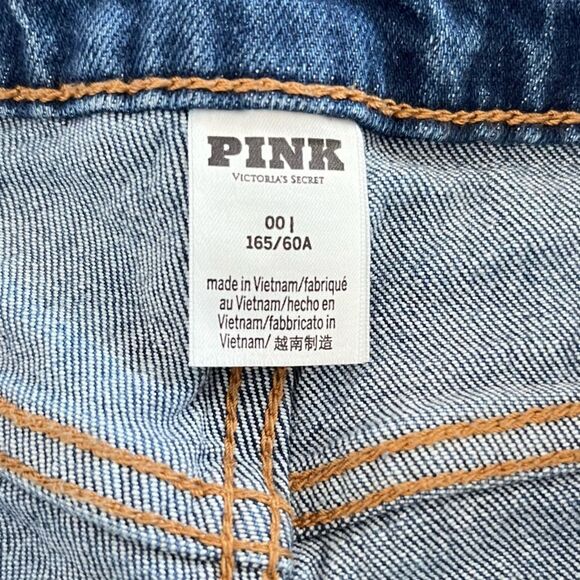 PINK
VICTORIA'S SECRET
00|
165/60A
made in Vietnam/fabriqué
au Vietnam/hecho en
Vietnam/fabbricato in
Vietnam/ 越南制造